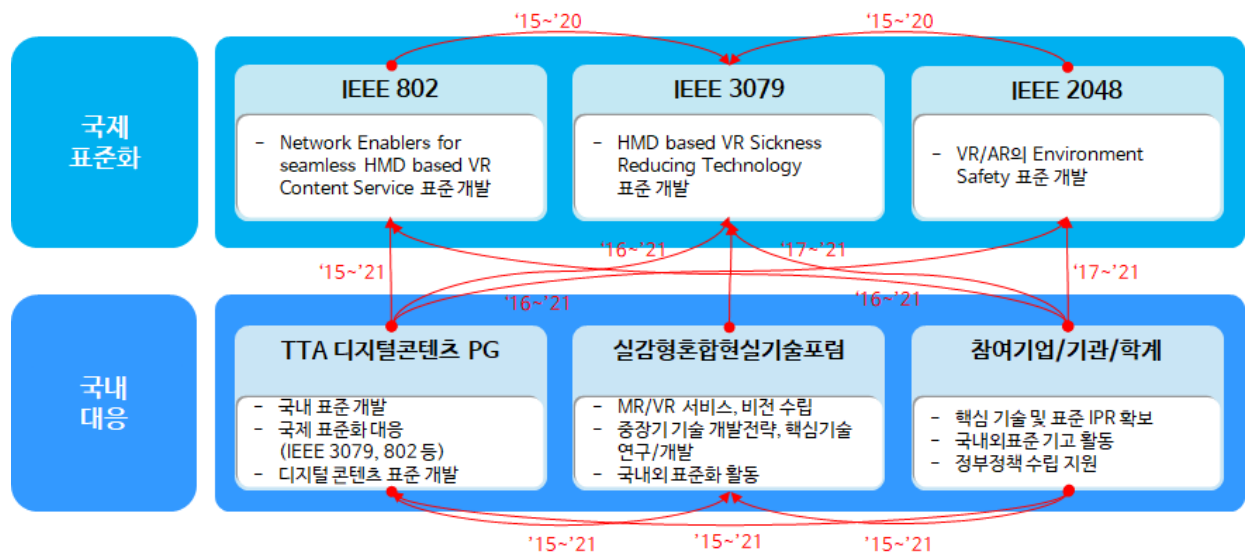 '15~'20
'15~'20
국제
표준화
IEEE 802
- Network Enablers for
seamless HMD based VR
Content Service 표준 개발
IEEE 3079
- HMD based VR Sickness
Reducing Technology
표준 개발
IEEE 2048
- VR/AR의 Environment
Safety 표준 개발
'15~'21
'16~'21
'17~'21
'17~'21
'16~'21
'16~'21
국내
대응
TTA 디지털콘텐츠 PG
- 국내 표준 개발
- 국제 표준화 대응
(IEEE 3079, 802 등)
- 디지털 콘텐츠 표준 개발
실감형혼합현실기술포럼
- MR/VR 서비스, 비전 수립
- 중장기 기술 개발전략, 핵심기술
연구/개발
- 국내외 표준화 활동
참여기업/기관/학계
- 핵심 기술 및 표준 IPR 확보
- 국내외표준 기고 활동
- 정부정책 수립 지원
'15~'21
'15~'21
'15~'21